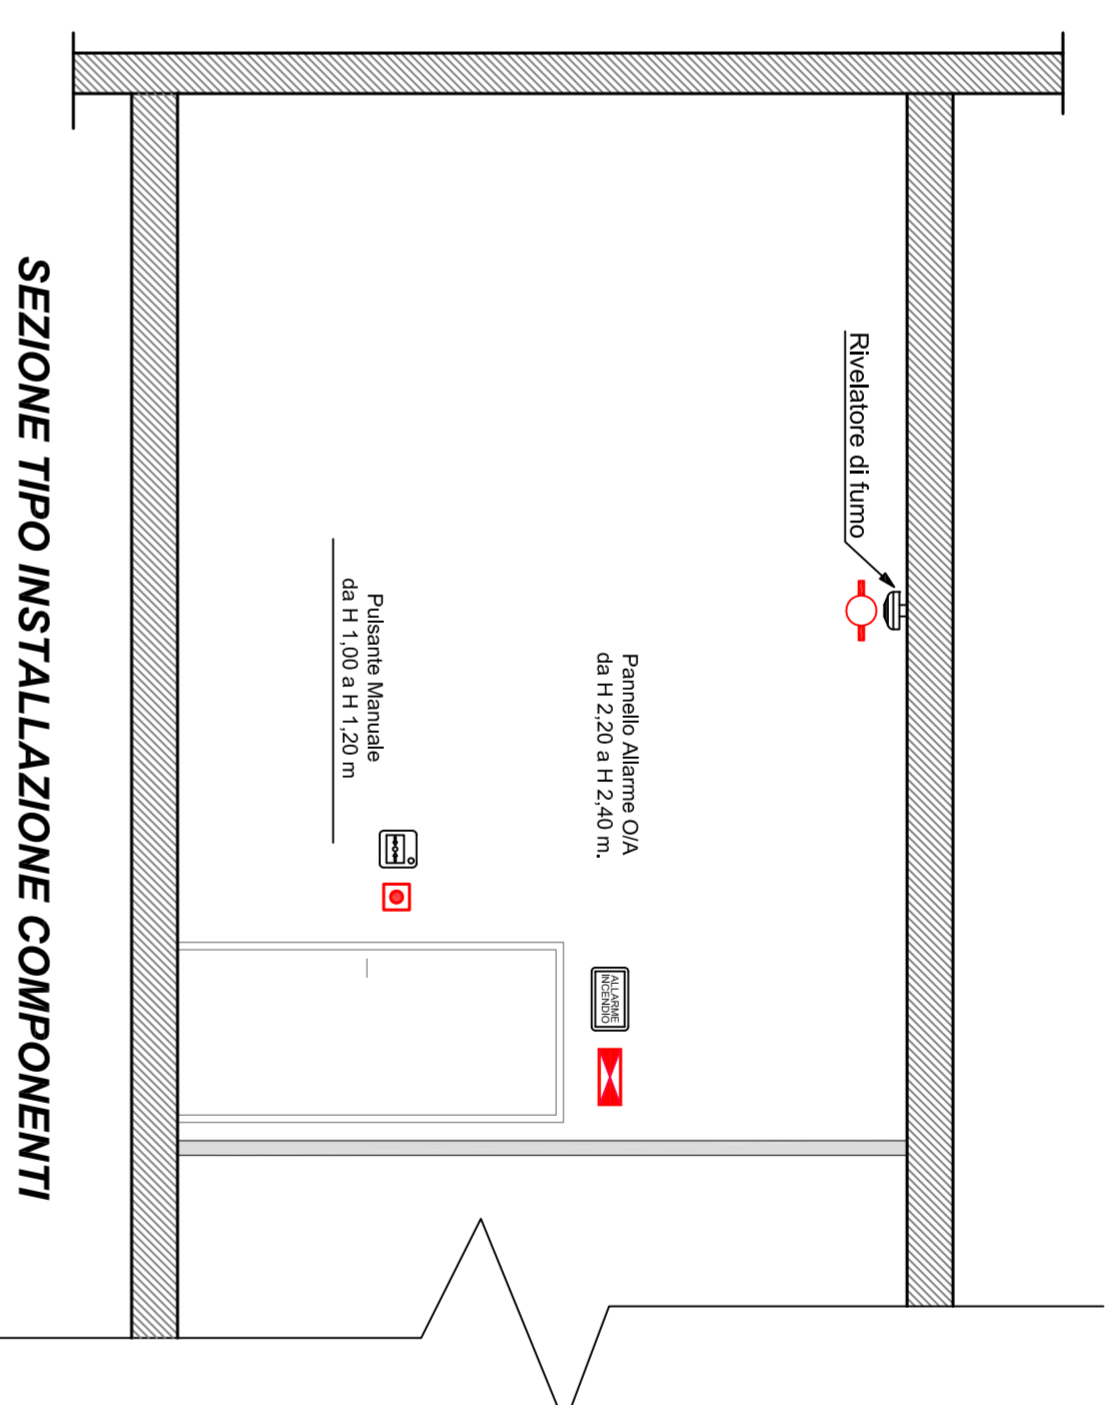 Rivelatore di fumo
Pannello Allarme O/A
da H 2,20 a H 2,40 m.
ALLARME
INCENDIO
Pulsante Manuale
da H 1,00 a H 1,20 m
SEZIONE TIPO INSTALLAZIONE COMPONENTI